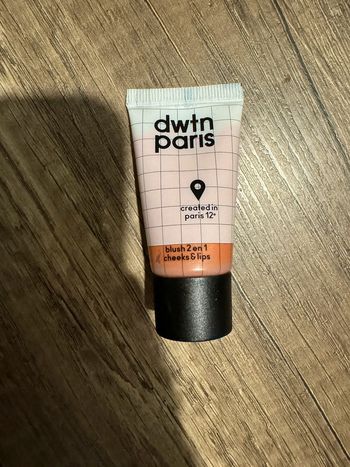 dwtn
paris
created in
paris 12e
blush 2 en 1
cheeks & lips